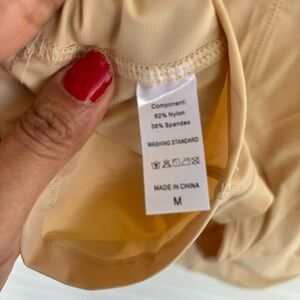 Component:
62% Nylon
38% Spandex
WASHING STANDARD
MADE IN CHINA
M